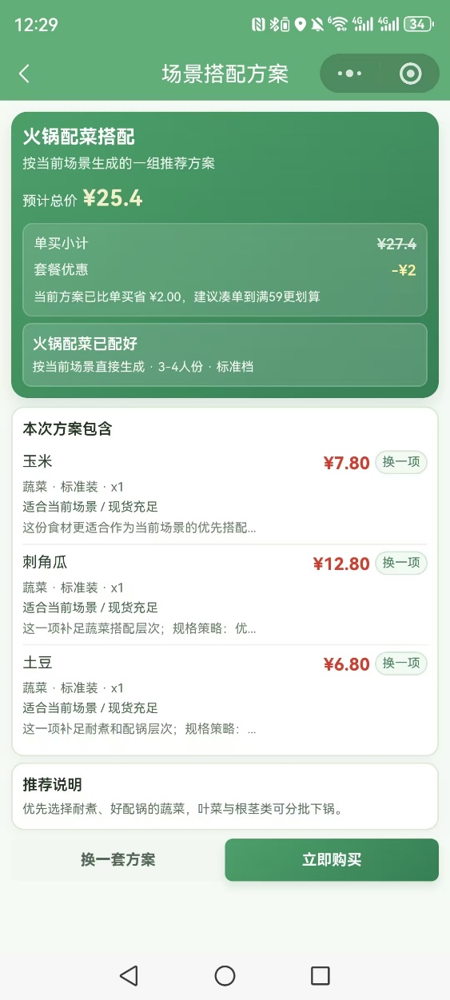 12:29
6 4G 4G 34
场景搭配方案
火锅配菜搭配
按当前场景生成的一组推荐方案
预计总价 ¥25.4
单买小计 ¥27.4
套餐优惠 -¥2
当前方案已比单买省 ¥2.00，建议凑单到满59更划算
火锅配菜已配好
按当前场景直接生成 · 3-4人份 · 标准档
本次方案包含
玉米 ¥7.80 换一项
蔬菜 · 标准装 · x1
适合当前场景 / 现货充足
这份食材更适合作为当前场景的优先搭配...
刺角瓜 ¥12.80 换一项
蔬菜 · 标准装 · x1
适合当前场景 / 现货充足
这一项补足蔬菜搭配层次；规格策略：优...
土豆 ¥6.80 换一项
蔬菜 · 标准装 · x1
适合当前场景 / 现货充足
这一项补足耐煮和配锅层次；规格策略：...
推荐说明
优先选择耐煮、好配锅的蔬菜，叶菜与根茎类可分批下锅。
换一套方案 立即购买